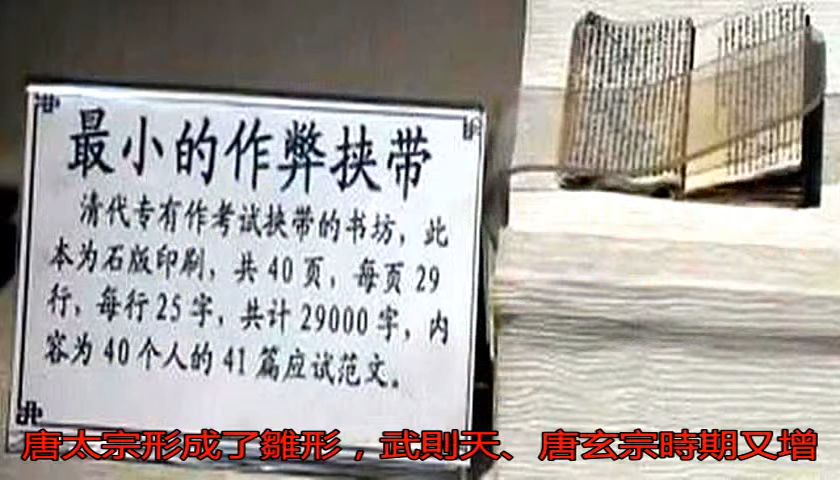 最小的作弊挟带
清代专有作考试挟带的书坊，此
本为石版印刷，共40页，每页29
行，每行25字，共计29000字，内
容为40个人的41篇应试范文。
唐太宗形成了雛形，武則天、唐玄宗時期又增